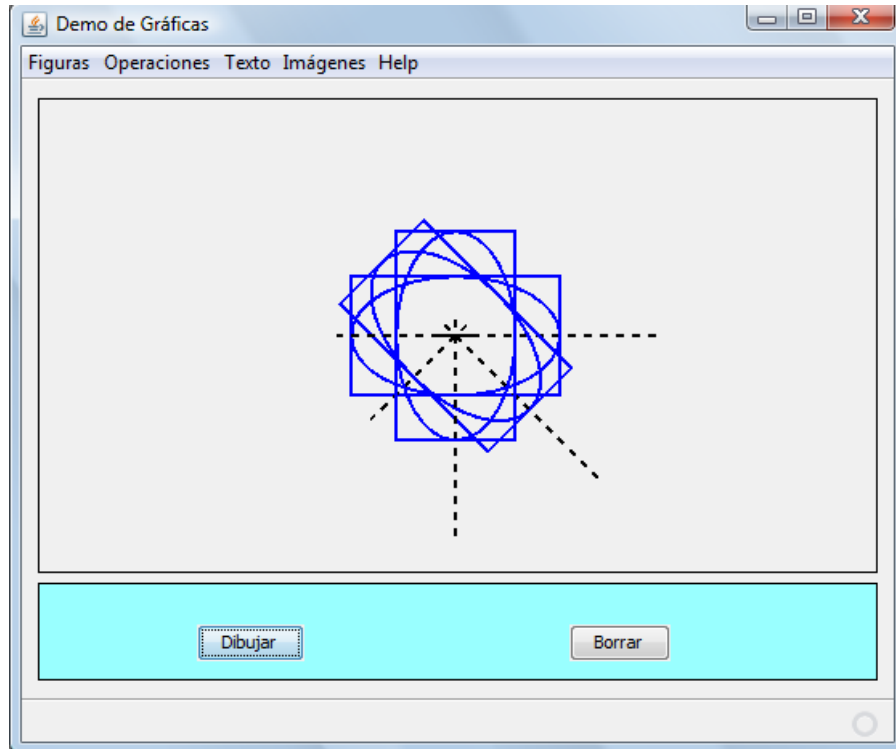 Demo de Gráficas
Figuras Operaciones Texto Imágenes Help
Dibujar Borrar